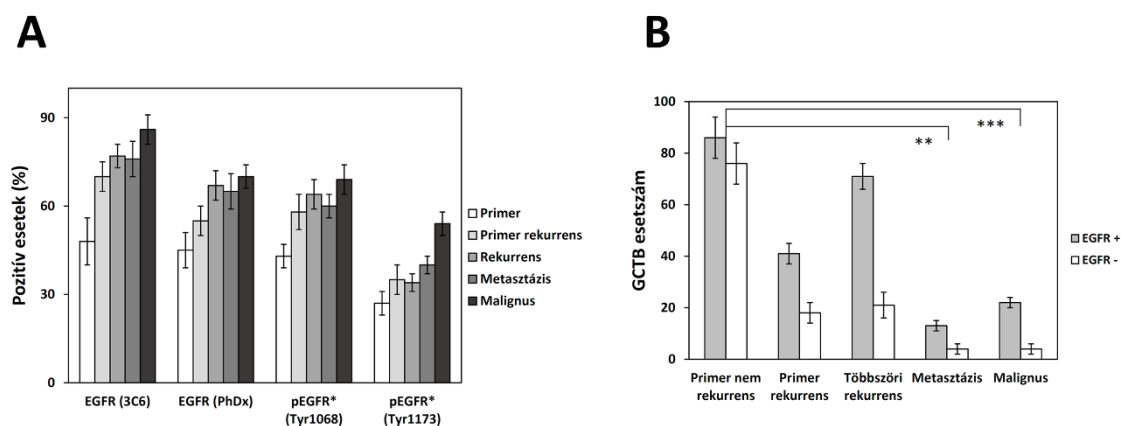 A
Pozitív esetek (%)
90
60
30
0
EGFR (3C6)
EGFR (PhDx)
pEGFR*
(Tyr1068)
pEGFR*
(Tyr1173)
Primer
Primer rekurrens
Rekurrens
Metasztázis
Malignus
B
GCTB esetszám
100
80
60
40
20
0
**
***
Primer nem
rekurrens
Primer
rekurrens
Többszöri
rekurrens
Metasztázis
Malignus
EGFR +
EGFR -